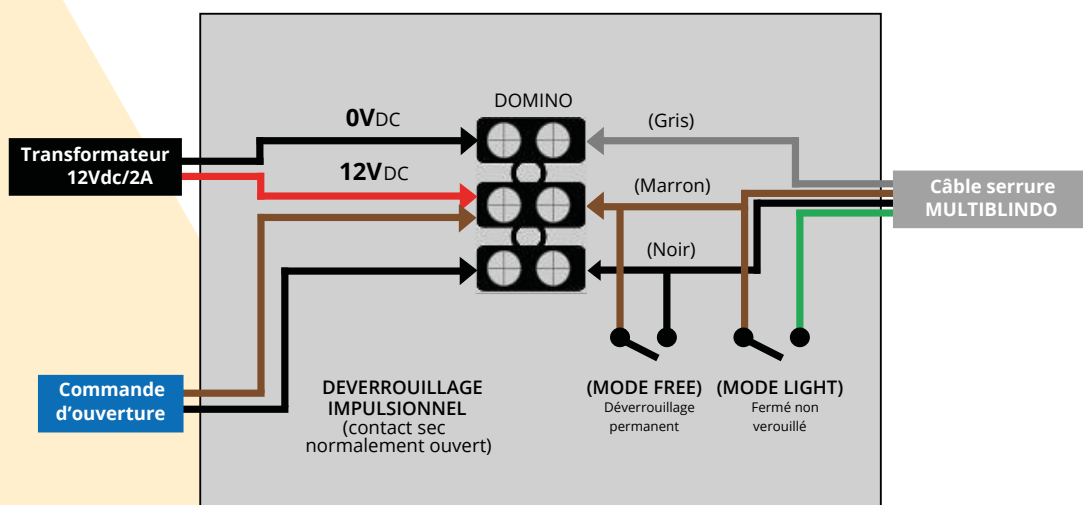 DOMINO
0VDC
(Gris)
Transformateur
12Vdc/2A
12VDC
(Marron)
Câble serrure
MULTIBLINDO
(Noir)
Commande
d'ouverture
DEVERROUILLAGE
IMPULSIONNEL
(contact sec
normalement ouvert)
(MODE FREE)
Déverrouillage
permanent
(MODE LIGHT)
Fermé non
verouillé